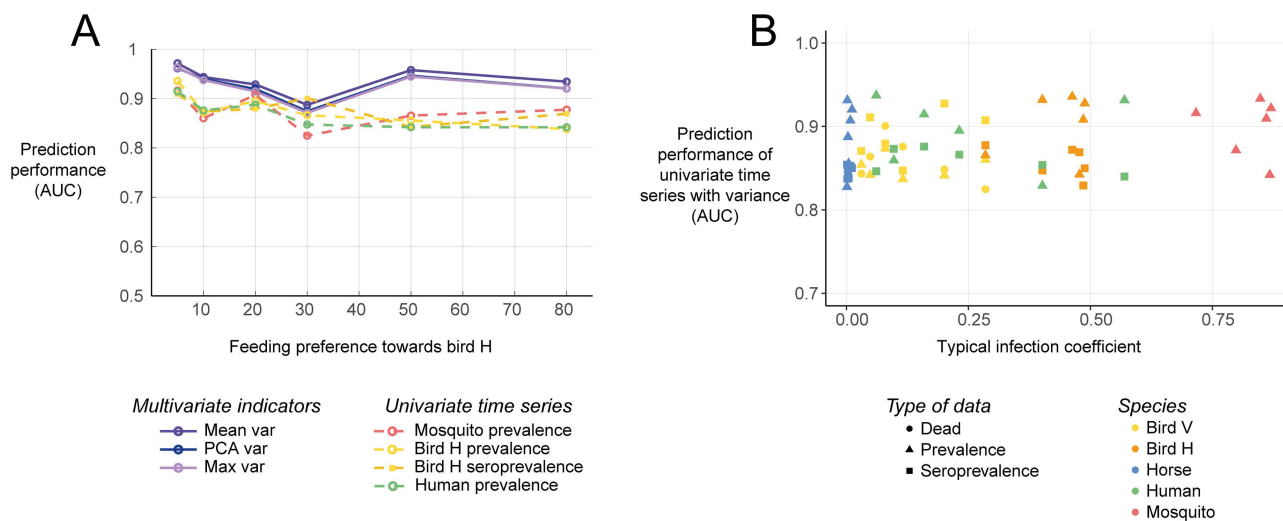 A
1
0.9
0.8
0.7
0.6
0.5
10
20
30
40
50
60
70
80
Prediction
performance
(AUC)
Feeding preference towards bird H
Multivariate indicators
Mean var
PCA var
Max var
Univariate time series
Mosquito prevalence
Bird H prevalence
Bird H seroprevalence
Human prevalence
B
1.0
0.9
0.8
0.7
0.00
0.25
0.50
0.75
Prediction
performance of
univariate time
series with variance
(AUC)
Typical infection coefficient
Type of data
Dead
Prevalence
Seroprevalence
Species
Bird V
Bird H
Horse
Human
Mosquito